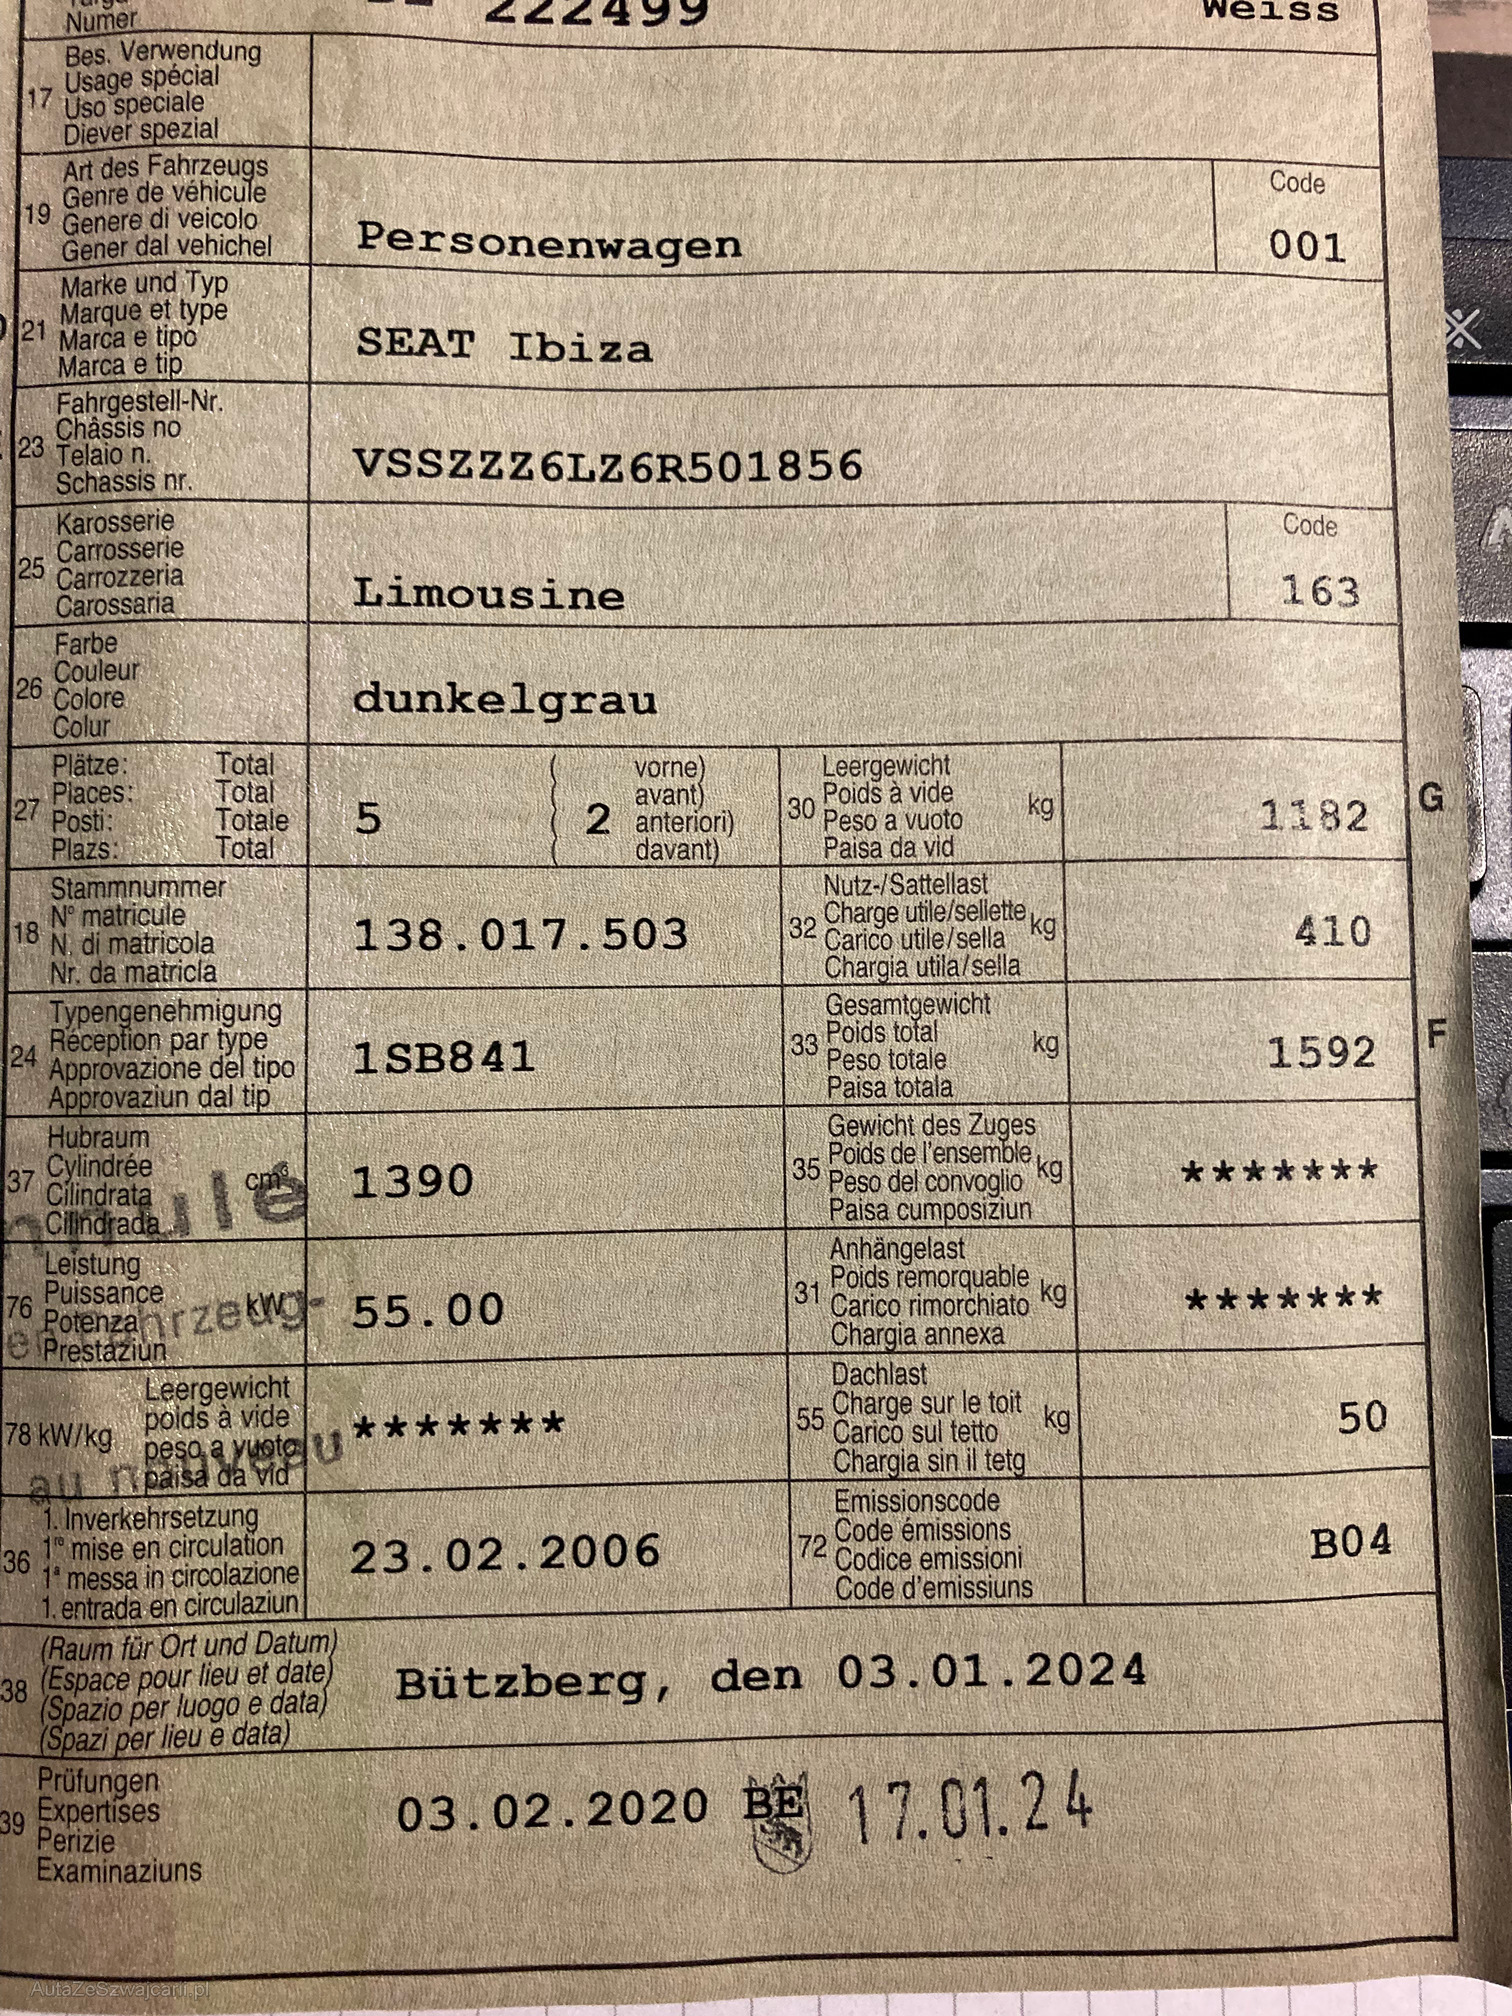 Numer
222499
Weiss
17
Bes. Verwendung
Usage spécial
Uso speciale
Diever spezial
19
Art des Fahrzeugs
Genre de véhicule
Genere di veicolo
Gener dal vehichel
Personenwagen
Code
001
21
Marke und Typ
Marque et type
Marca e tipo
Marca e tip
SEAT Ibiza
23
Fahrgestell-Nr.
Châssis no
Telaio n.
Schassis nr.
VSSZZZ6LZ6R501856
25
Karosserie
Carrosserie
Carrozzeria
Carossaria
Limousine
Code
163
26
Farbe
Couleur
Colore
Colur
dunkelgrau
27
Plätze: Total
Places: Total
Posti: Totale
Plazs: Total
5
( 2
vorne)
avant)
anteriori)
davant)
30
Leergewicht
Poids à vide
Peso a vuoto
Paisa da vid
kg
1182
G
18
Stammnummer
N° matricule
N. di matricola
Nr. da matricla
138.017.503
32
Nutz-/Sattellast
Charge utile/sellette
Carico utile/sella
Chargia utila/sella
kg
410
24
Typengenehmigung
Réception par type
Approvazione del tipo
Approvaziun dal tip
1SB841
33
Gesamtgewicht
Poids total
Peso totale
Paisa totala
kg
1592
F
37
Hubraum
Cylindrée
Cilindrata
Cilindrada
cm³
1390
35
Gewicht des Zuges
Poids de l'ensemble
Peso del convoglio
Paisa cumposiziun
kg
*******
76
Leistung
Puissance
Potenza
Prestaziun
kW
55.00
31
Anhängelast
Poids remorquable
Carico rimorchiato
Chargia annexa
kg
*******
78 kW/kg
Leergewicht
poids à vide
peso a vuoto
paisa da vid
au nouveau
*******
55
Dachlast
Charge sur le toit
Carico sul tetto
Chargia sin il tetg
kg
50
36
1. Inverkehrsetzung
1re mise en circulation
1a messa in circolazione
1. entrada en circulaziun
23.02.2006
72
Emissionscode
Code émissions
Codice emissioni
Code d'emissiuns
B04
38
(Raum für Ort und Datum)
(Espace pour lieu et date)
(Spazio per luogo e data)
(Spazi per lieu e data)
Bützberg, den 03.01.2024
39
Prüfungen
Expertises
Perizie
Examinaziuns
03.02.2020 BE 17.01.24
AutaZeSzwajcarii.pl